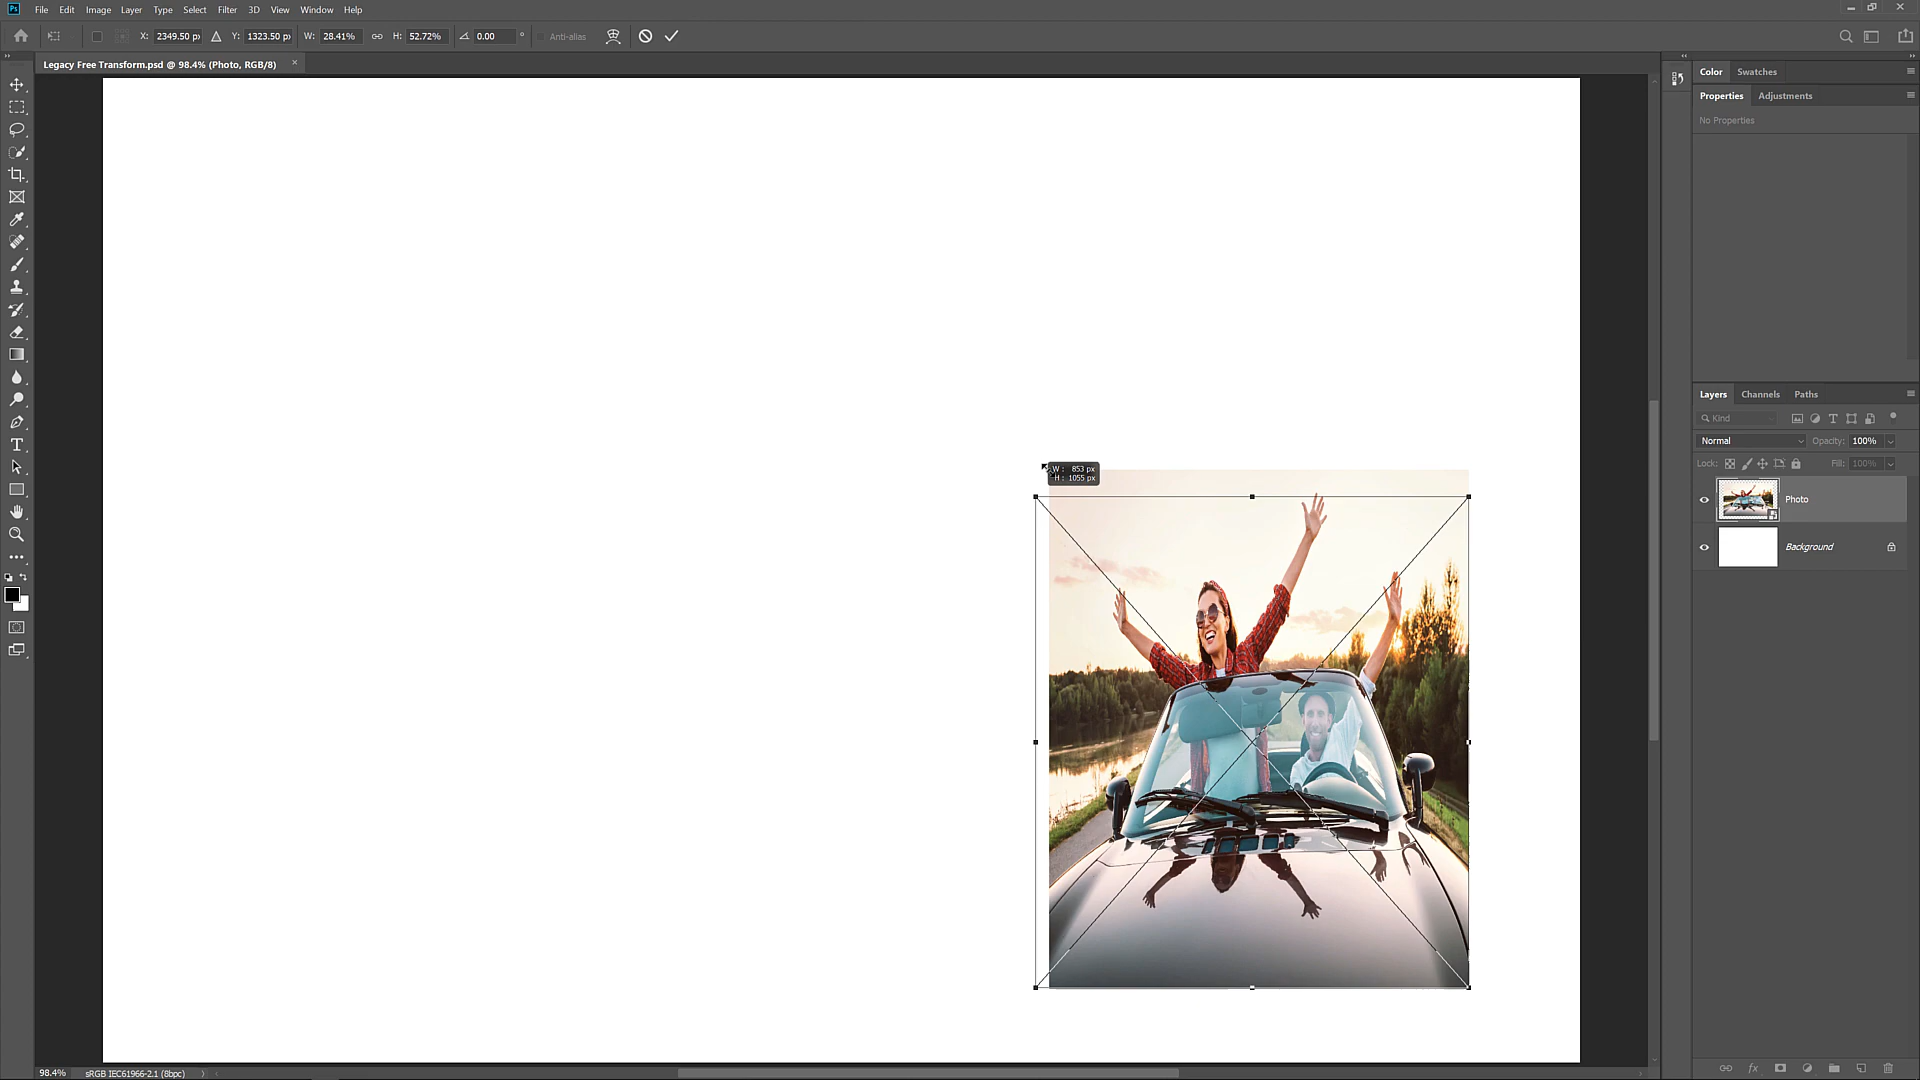 Ps File Edit Image Layer Type Select Filter 3D View Window Help
X: 2349.50 p Y: 1323.50 p W: 28.41% H: 52.72% 0.00 ° Anti-alias
Legacy Free Transform.psd @ 98.4% (Photo, RGB/8) ×
Color Swatches
Properties Adjustments
No Properties
W : 853 px
H : 1055 px
Layers Channels Paths
Kind
Normal Opacity: 100%
Lock: Fill: 100%
Photo
Background
98.4% sRGB IEC61966-2.1 (8bpc)